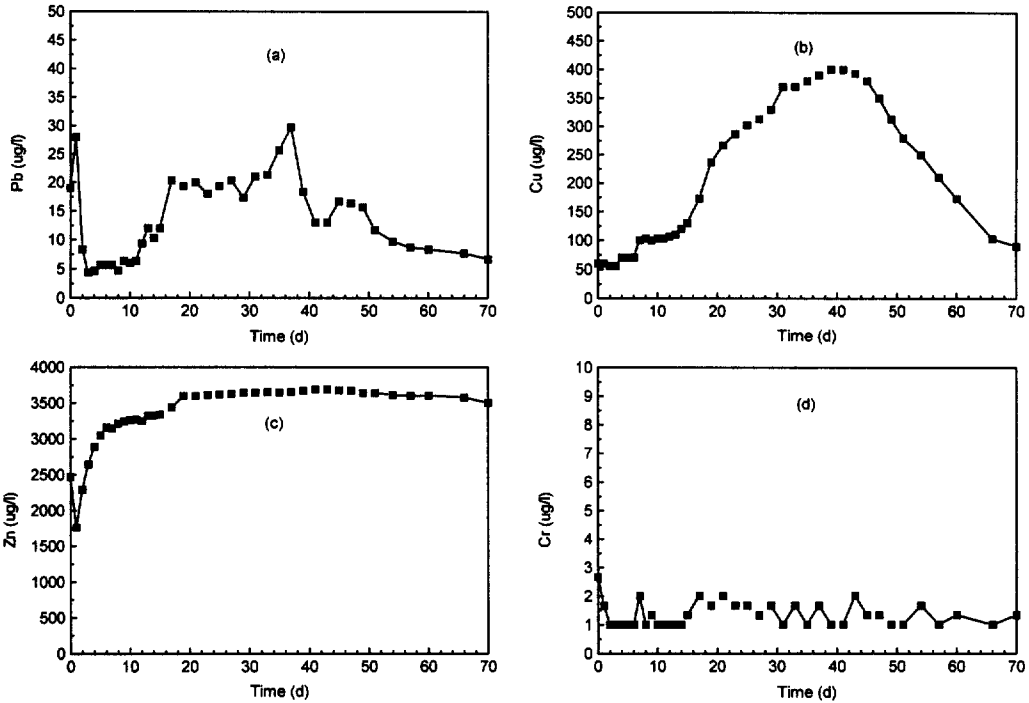 50
45
40
35
30
25
20
15
10
5
0
Pb (ug/l)
(a)
0 10 20 30 40 50 60 70
Time (d)
500
450
400
350
300
250
200
150
100
50
0
Cu (ug/l)
(b)
0 10 20 30 40 50 60 70
Time (d)
4000
3500
3000
2500
2000
1500
1000
500
0
Zn (ug/l)
(c)
0 10 20 30 40 50 60 70
Time (d)
10
9
8
7
6
5
4
3
2
1
0
Cr (ug/l)
(d)
0 10 20 30 40 50 60 70
Time (d)